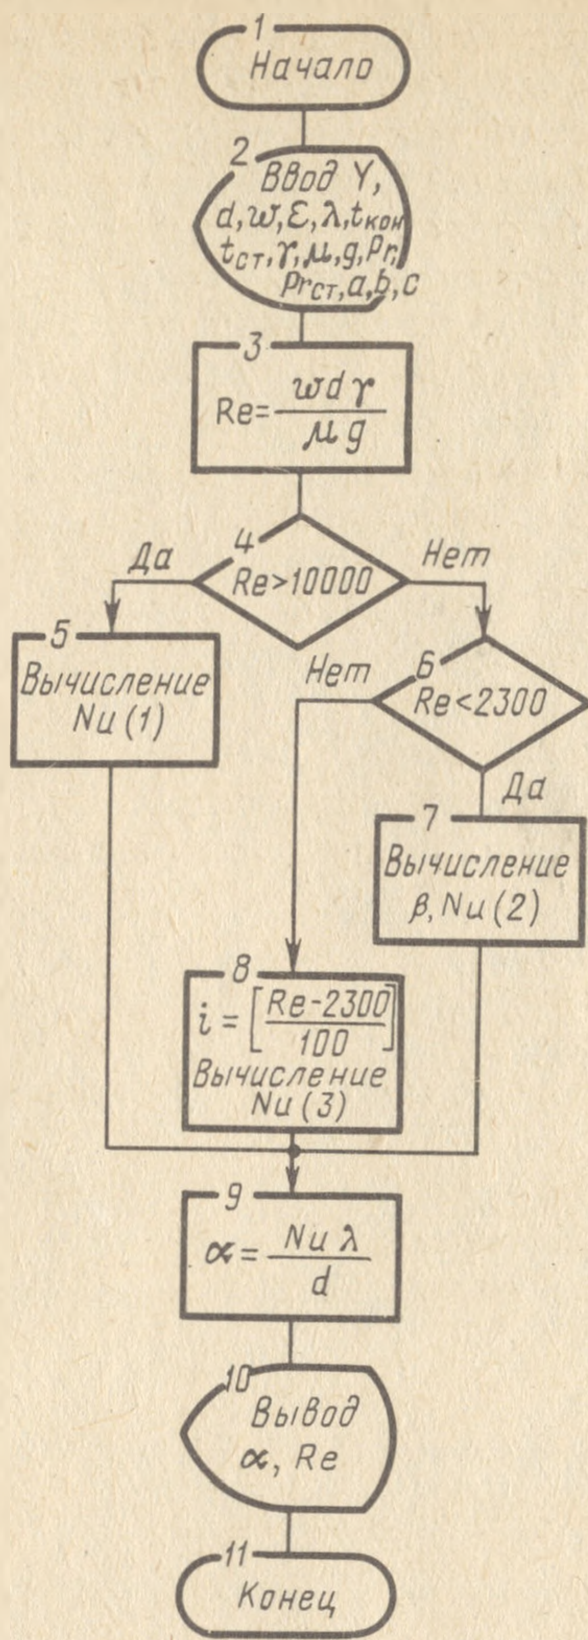 1
Начало
2
Ввод Y,
d, w, ε, λ, tкон
tст, γ, μ, g, Pr,
Prст, a, b, c
3
Re = wdγ / μg
4
Да
Нет
Re>10000
5
Вычисление
Nu (1)
6
Нет
Re<2300
Да
7
Вычисление
β, Nu (2)
8
i = [Re-2300 / 100]
Вычисление
Nu (3)
9
α = Nu λ / d
10
Вывод
α, Re
11
Конец